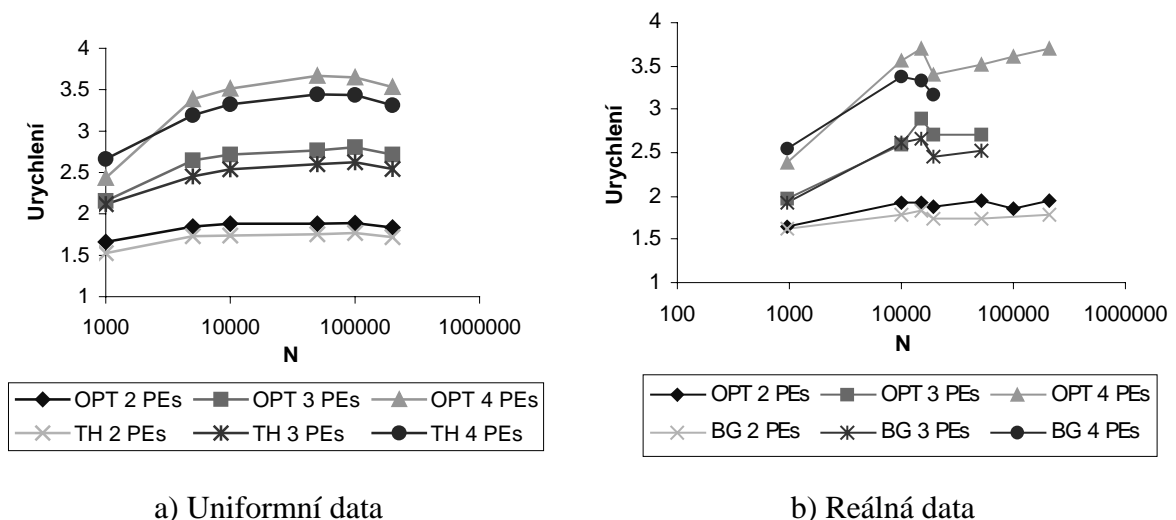 4
3.5
3
2.5
2
1.5
1
Urychlení
1000 10000 100000 1000000
N
OPT 2 PEs OPT 3 PEs OPT 4 PEs
TH 2 PEs TH 3 PEs TH 4 PEs
a) Uniformní data
4
3.5
3
2.5
2
1.5
1
Urychlení
100 1000 10000 100000 1000000
N
OPT 2 PEs OPT 3 PEs OPT 4 PEs
BG 2 PEs BG 3 PEs BG 4 PEs
b) Reálná data